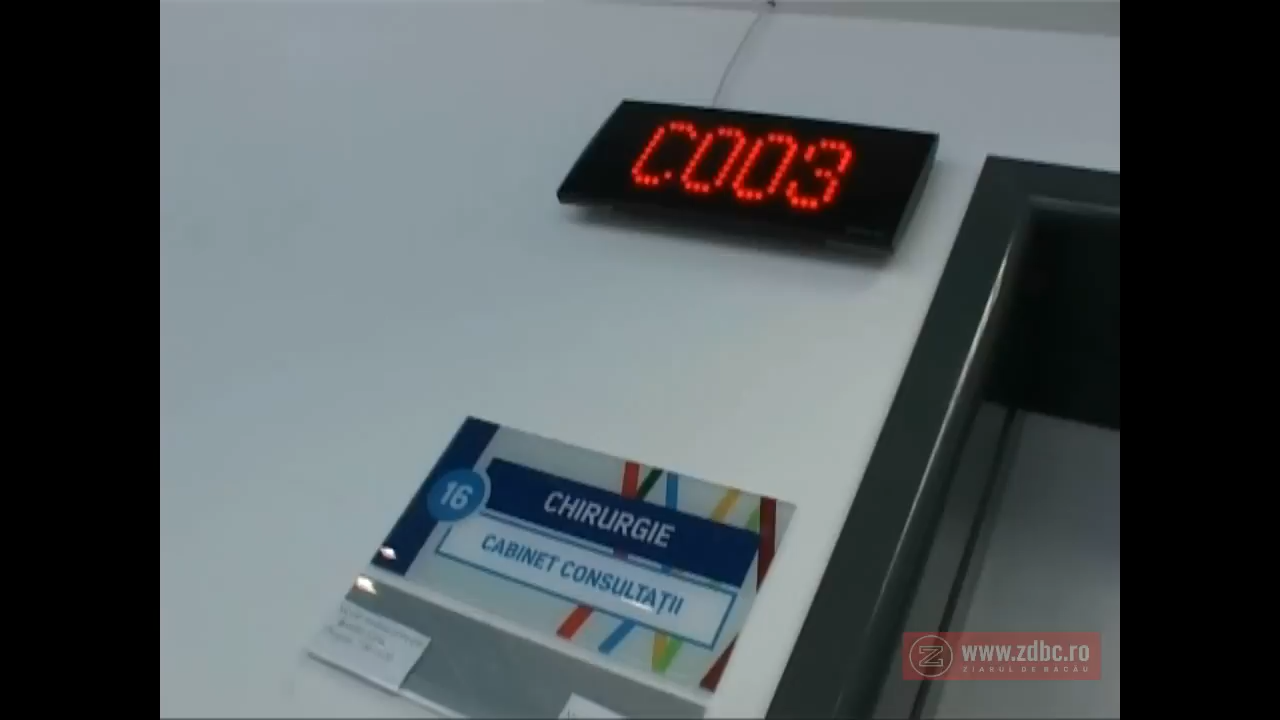 C003
16
CHIRURGIE
CABINET CONSULTAȚII
www.zdbc.ro
ZIARUL DE BACĂU